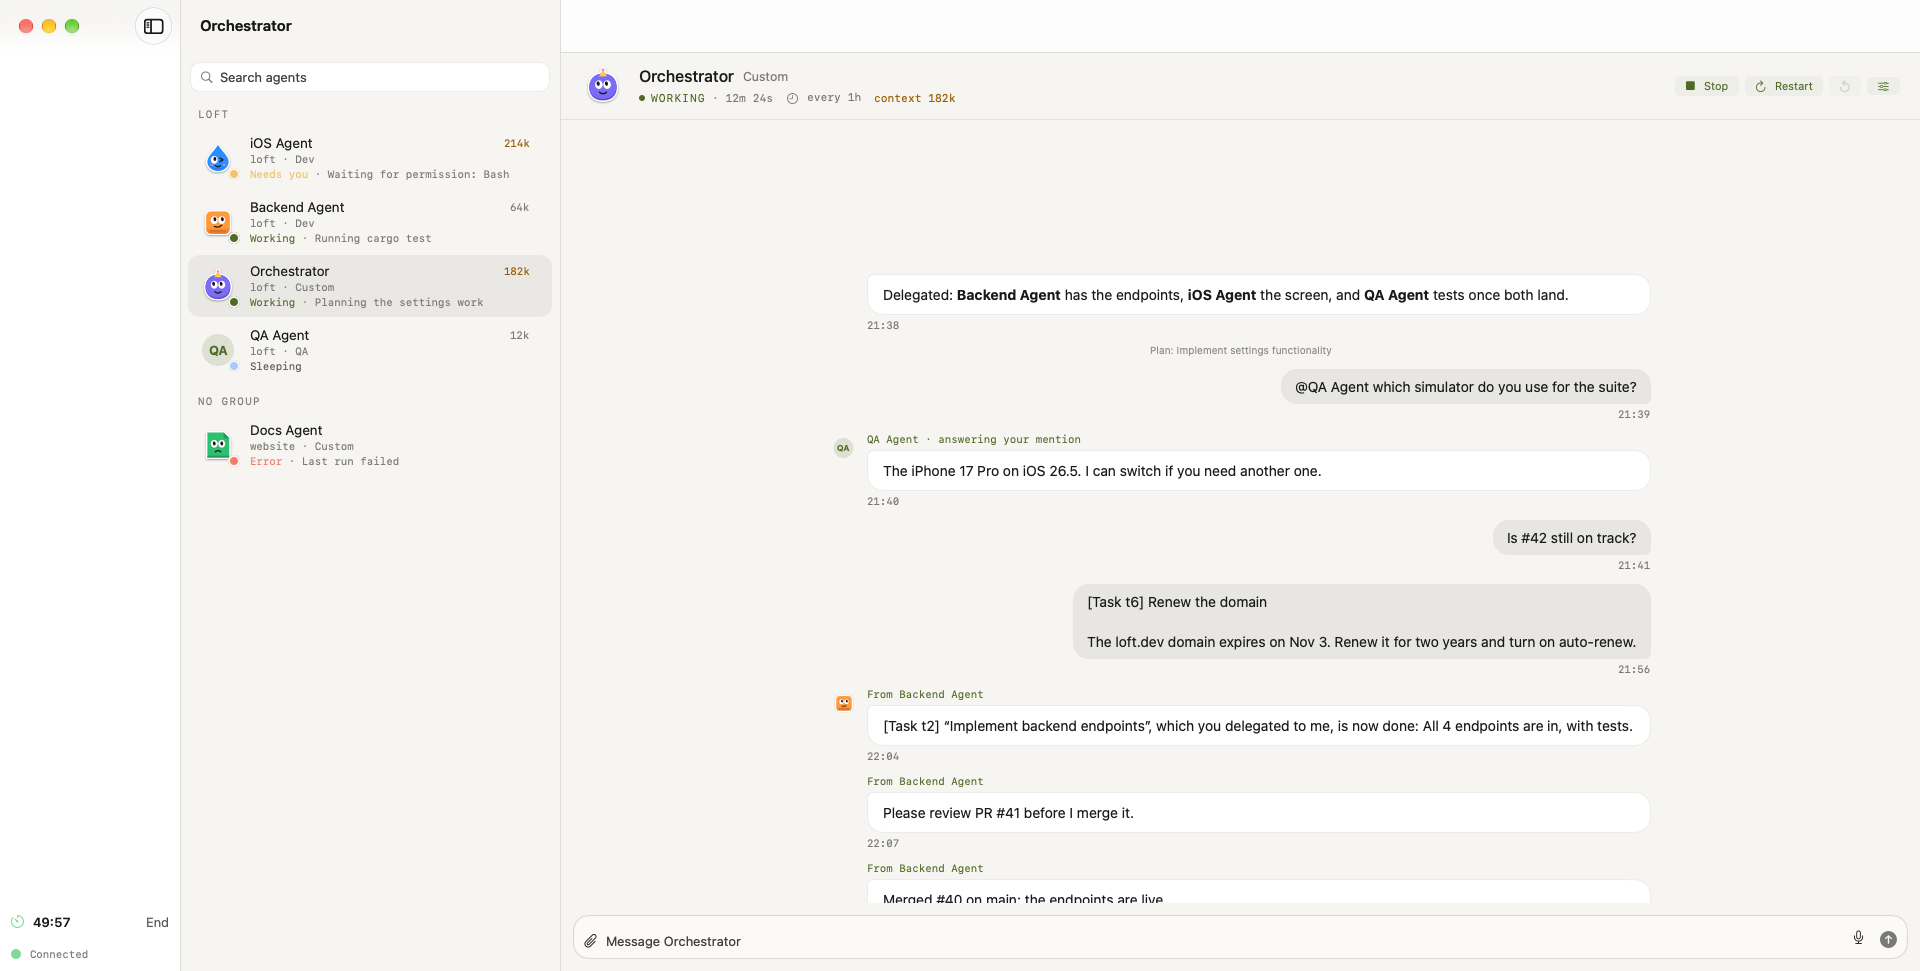 Orchestrator
Search agents
LOFT
iOS Agent 214k
loft · Dev
Needs you · Waiting for permission: Bash
Backend Agent 64k
loft · Dev
Working · Running cargo test
Orchestrator 182k
loft · Custom
Working · Planning the settings work
QA
QA Agent 12k
loft · QA
Sleeping
NO GROUP
Docs Agent
website · Custom
Error · Last run failed
49:57 End
Connected
Orchestrator Custom
WORKING · 12m 24s every 1h context 182k
Stop Restart
Delegated: Backend Agent has the endpoints, iOS Agent the screen, and QA Agent tests once both land.
21:38
Plan: Implement settings functionality
@QA Agent which simulator do you use for the suite?
21:39
QA Agent · answering your mention
QA
The iPhone 17 Pro on iOS 26.5. I can switch if you need another one.
21:40
Is #42 still on track?
21:41
[Task t6] Renew the domain
The loft.dev domain expires on Nov 3. Renew it for two years and turn on auto-renew.
21:56
From Backend Agent
[Task t2] “Implement backend endpoints”, which you delegated to me, is now done: All 4 endpoints are in, with tests.
22:04
From Backend Agent
Please review PR #41 before I merge it.
22:07
From Backend Agent
Merged #40 on main: the endpoints are live
Message Orchestrator